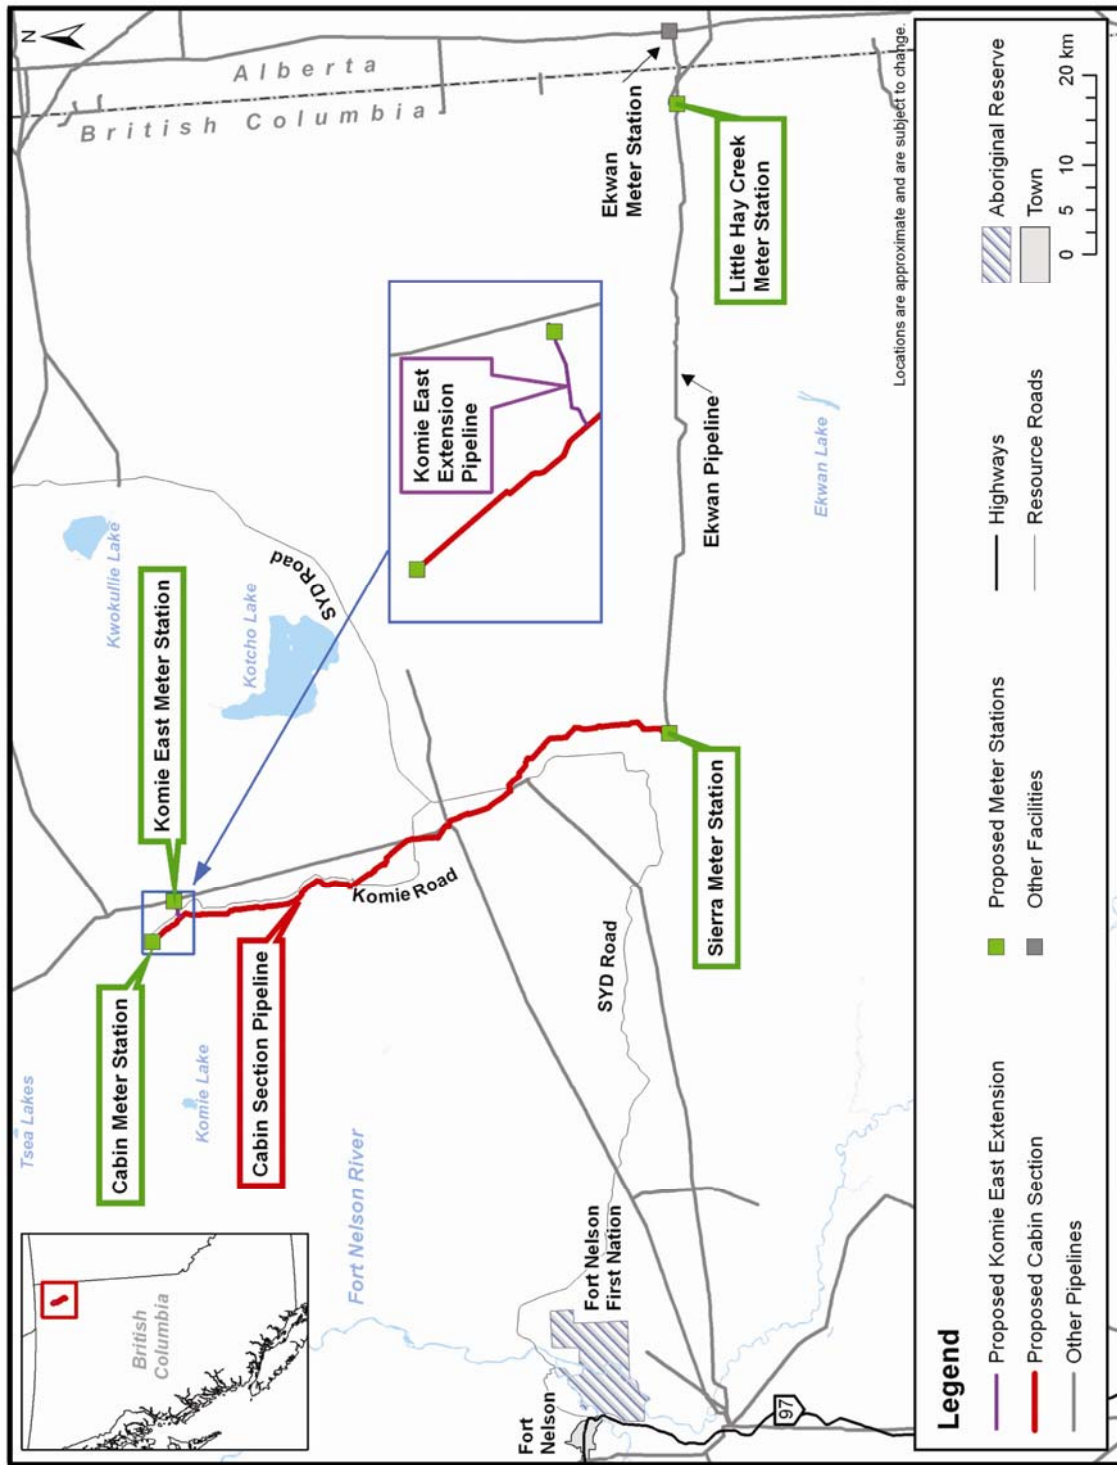 N
Alberta
British Columbia
Tsea Lakes
Kwokullie Lake
Komie East Meter Station
Cabin Meter Station
Komie Lake
Kotcho Lake
SYD Road
Cabin Section Pipeline
Komie Road
British
Columbia
Fort Nelson River
Komie East
Extension
Pipeline
Ekwan
Meter Station
Little Hay Creek
Meter Station
Ekwan Pipeline
Sierra Meter Station
SYD Road
Ekwan Lake
Fort Nelson
First Nation
Fort
Nelson
97
Locations are approximate and are subject to change.
Legend
Proposed Komie East Extension
Proposed Cabin Section
Other Pipelines
Proposed Meter Stations
Other Facilities
Highways
Resource Roads
Aboriginal Reserve
Town
0 5 10 20 km